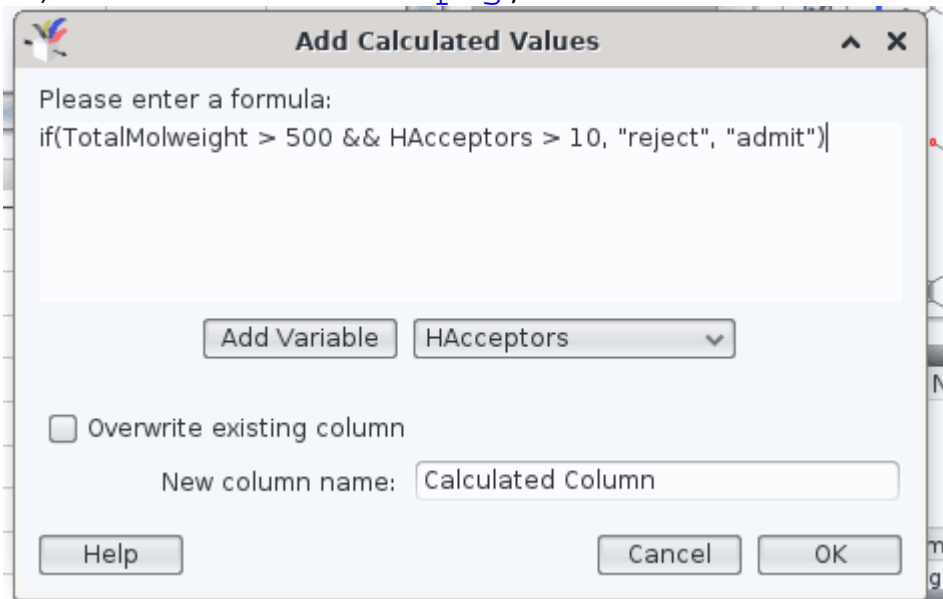 Add Calculated Values
Please enter a formula:
if(TotalMolweight > 500 && HAcceptors > 10, "reject", "admit")
Add Variable
HAcceptors
Overwrite existing column
New column name:
Calculated Column
Help
Cancel
OK
N
m
g